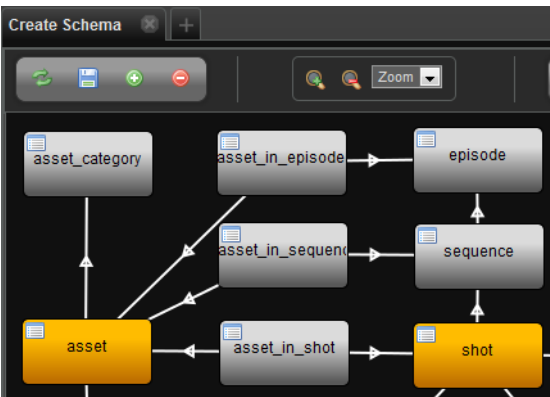 Create Schema
Zoom
asset_category
asset_in_episode
episode
asset_in_sequenc
sequence
asset
asset_in_shot
shot